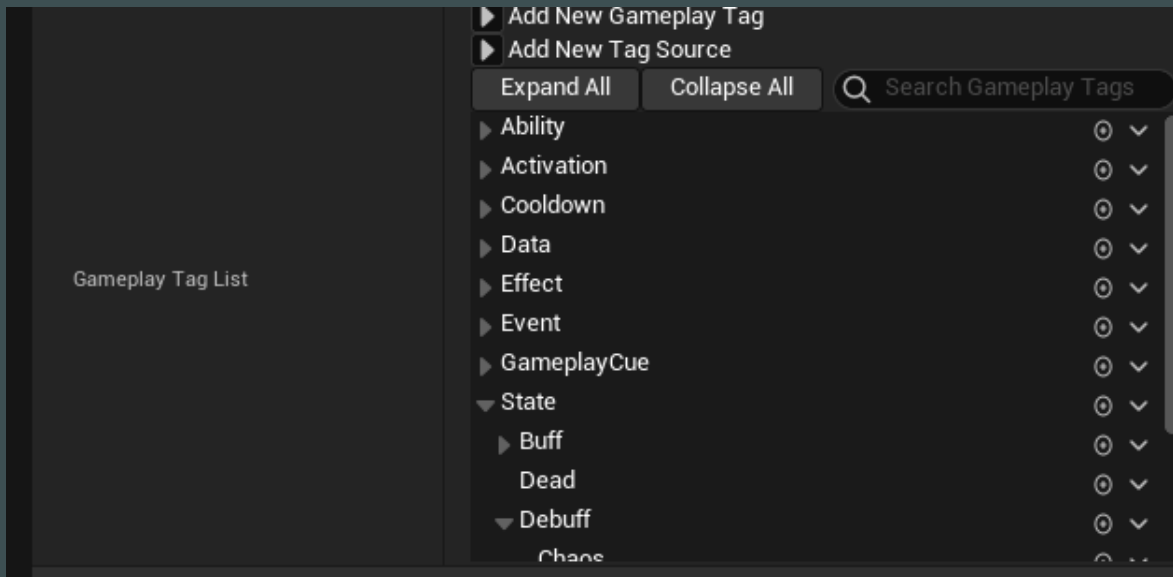 Add New Gameplay Tag
Add New Tag Source
Expand All
Collapse All
Search Gameplay Tags
Ability
Activation
Cooldown
Data
Effect
Gameplay Tag List
Event
GameplayCue
State
Buff
Dead
Debuff
Chaos